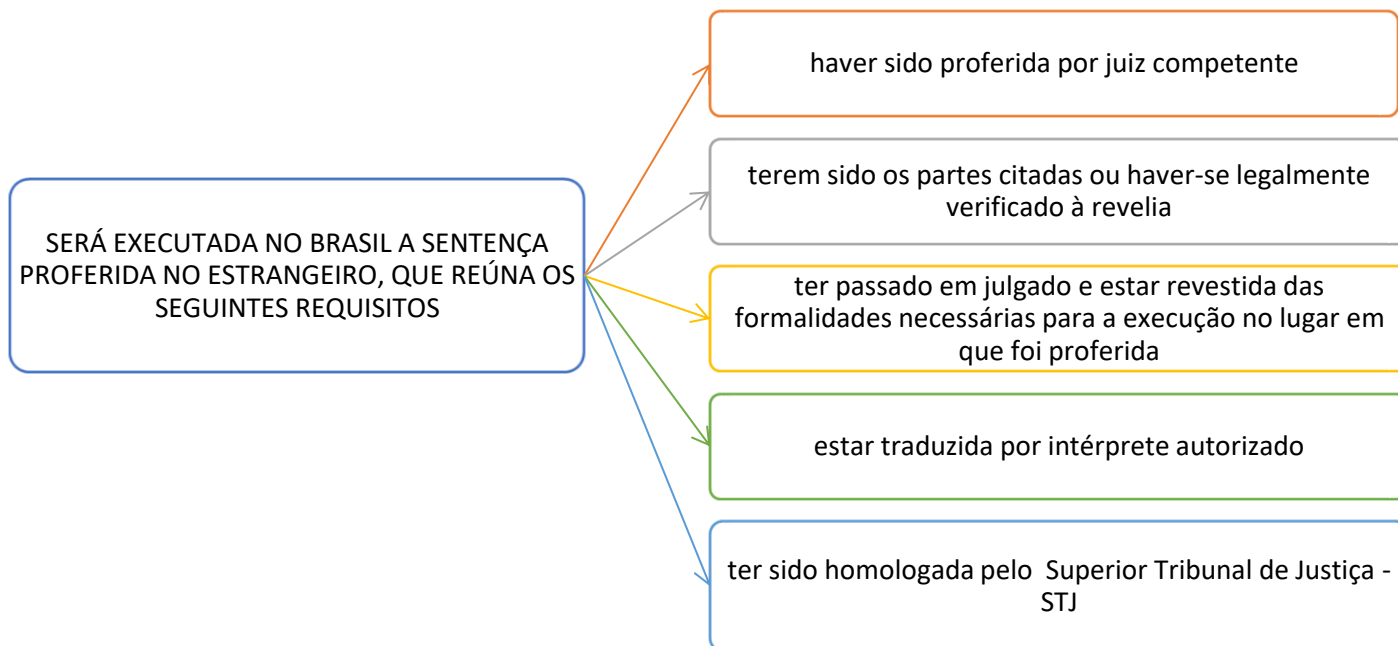 SERÁ EXECUTADA NO BRASIL A SENTENÇA
PROFERIDA NO ESTRANGEIRO, QUE REÚNA OS
SEGUINTES REQUISITOS
haver sido proferida por juiz competente
terem sido os partes citadas ou haver-se legalmente
verificado à revelia
ter passado em julgado e estar revestida das
formalidades necessárias para a execução no lugar em
que foi proferida
estar traduzida por intérprete autorizado
ter sido homologada pelo  Superior Tribunal de Justiça -
STJ